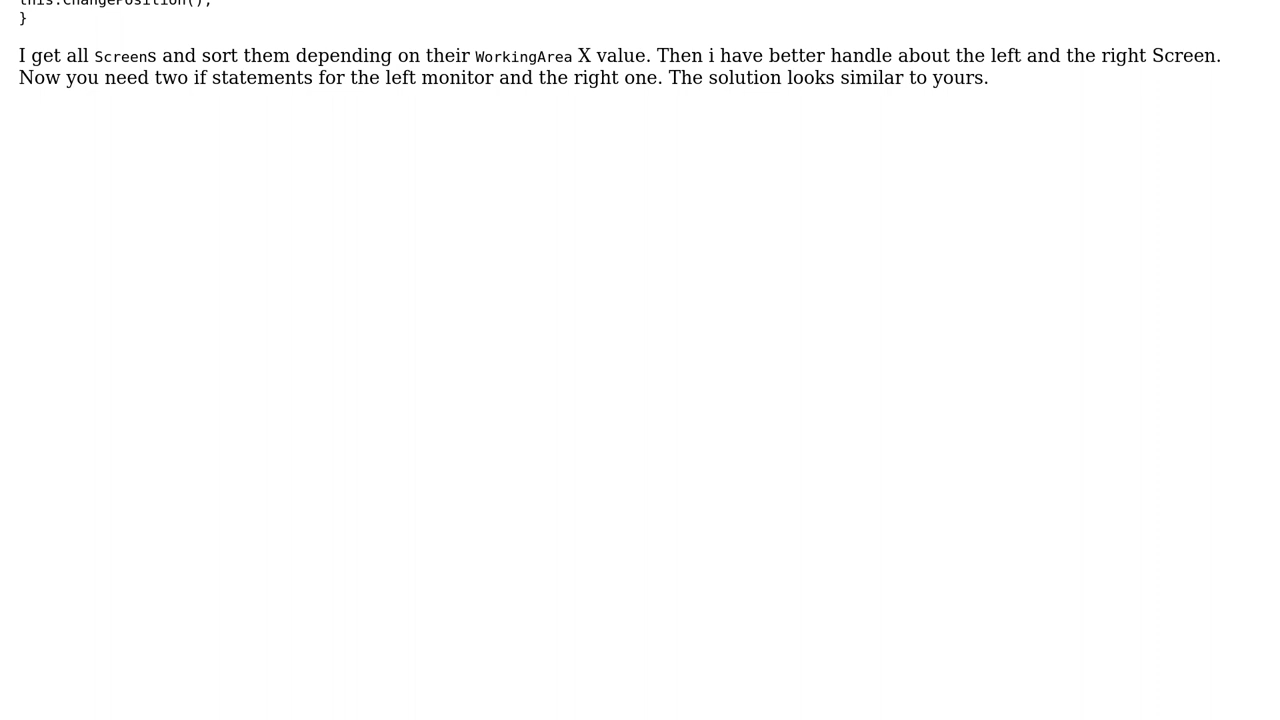 this.ChangePosition();
}
I get all Screens and sort them depending on their WorkingArea X value. Then i have better handle about the left and the right Screen.
Now you need two if statements for the left monitor and the right one. The solution looks similar to yours.